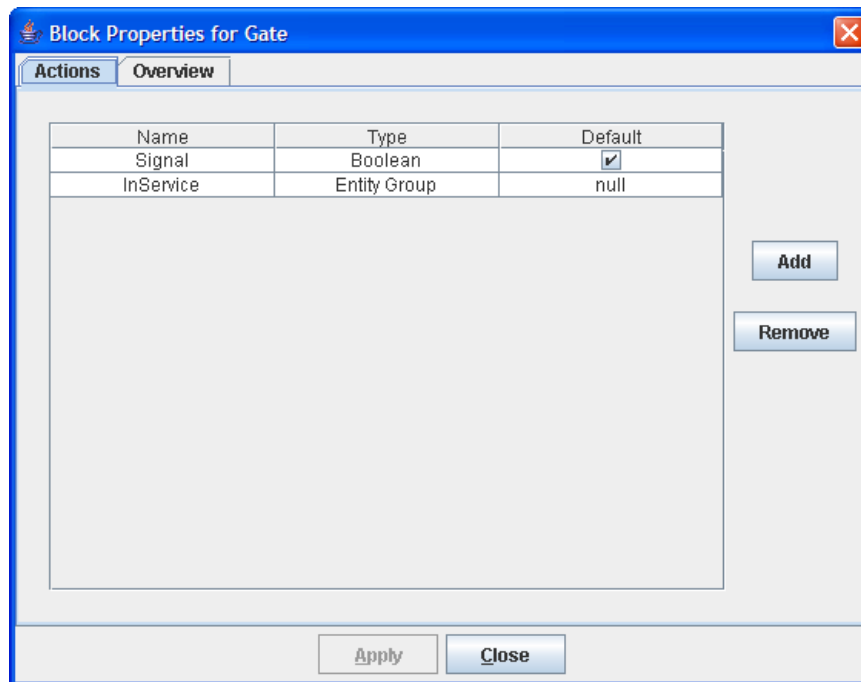 Block Properties for Gate
Actions Overview
Name Type Default
Signal Boolean
InService Entity Group null
Add
Remove
Apply Close